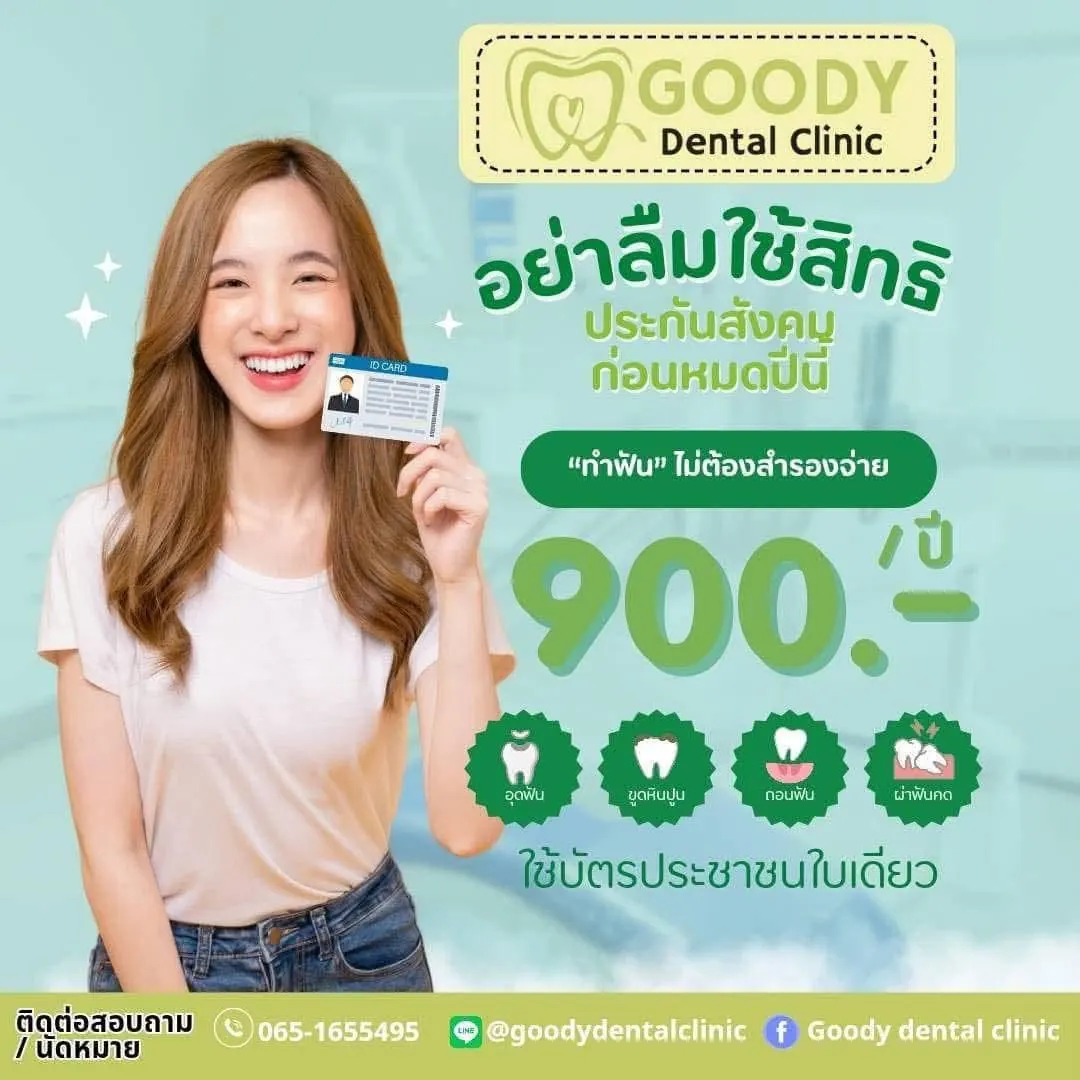 GOODY
Dental Clinic
อย่าลืมใช้สิทธิ
ประกันสังคม
ก่อนหมดปีนี้
ID CARD
“ทำฟัน” ไม่ต้องสำรองจ่าย
900.- /ปี
อุดฟัน
ขูดหินปูน
ถอนฟัน
ผ่าฟันคุด
ใช้บัตรประชาชนใบเดียว
ติดต่อสอบถาม
/ นัดหมาย
065-1655495
LINE @goodydentalclinic
Goody dental clinic